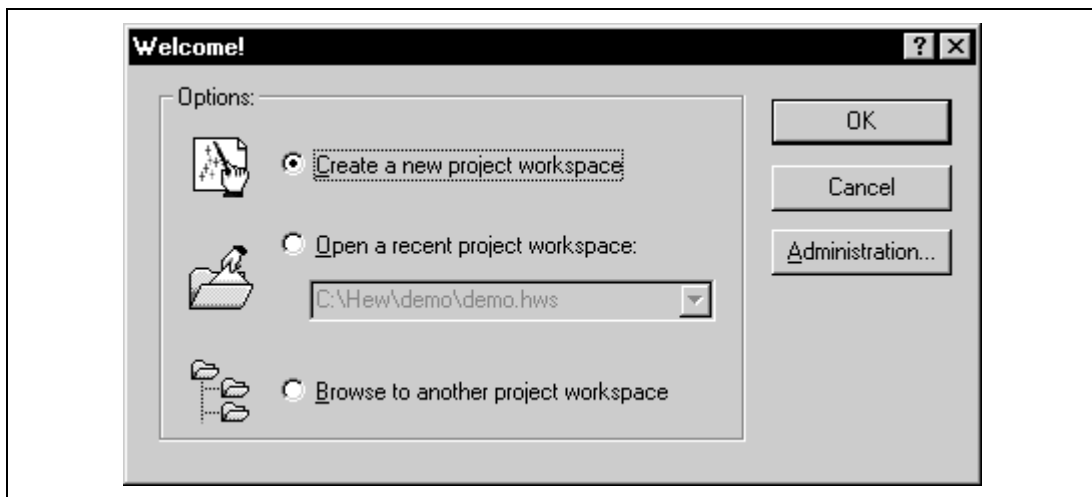 Welcome!
Options:
Create a new project workspace
Open a recent project workspace:
C:\Hew\demo\demo.hws
Browse to another project workspace
OK
Cancel
Administration...